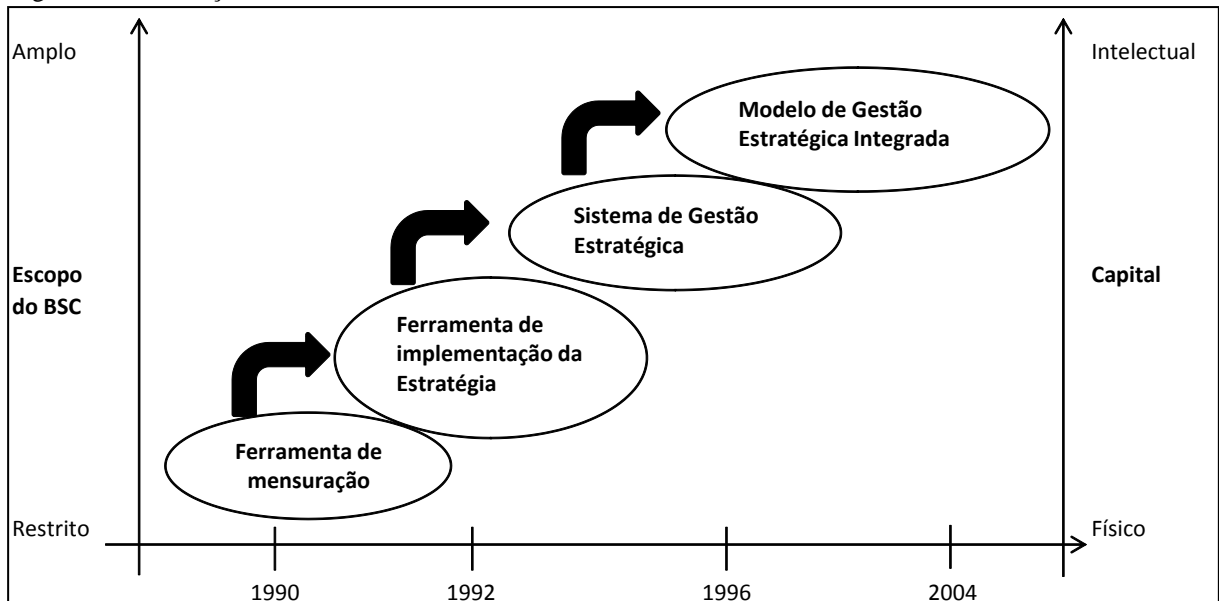 Amplo
Intelectual
Modelo de Gestão
Estratégica Integrada
Sistema de Gestão
Estratégica
Escopo
do BSC
Capital
Ferramenta de
implementação da
Estratégia
Ferramenta de
mensuração
Restrito
Físico
1990
1992
1996
2004